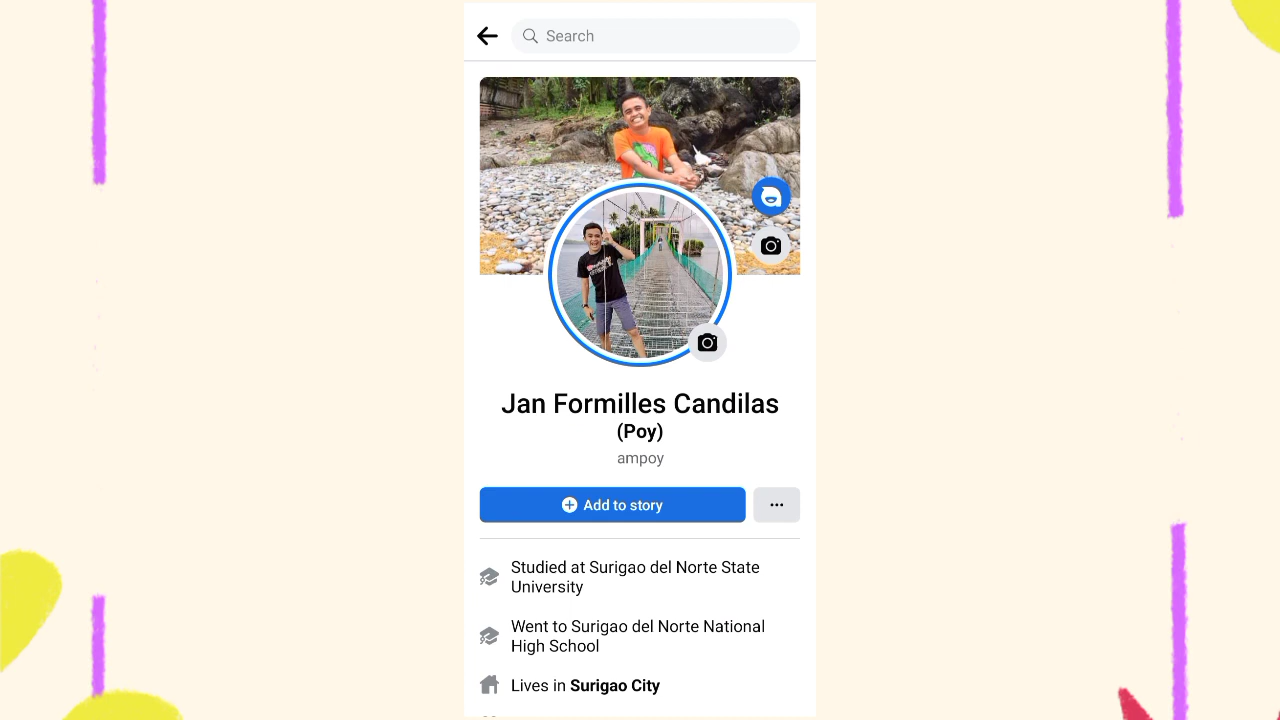 Search
Jan Formilles Candilas
(Poy)
ampoy
Add to story
Studied at Surigao del Norte State
University
Went to Surigao del Norte National
High School
Lives in Surigao City